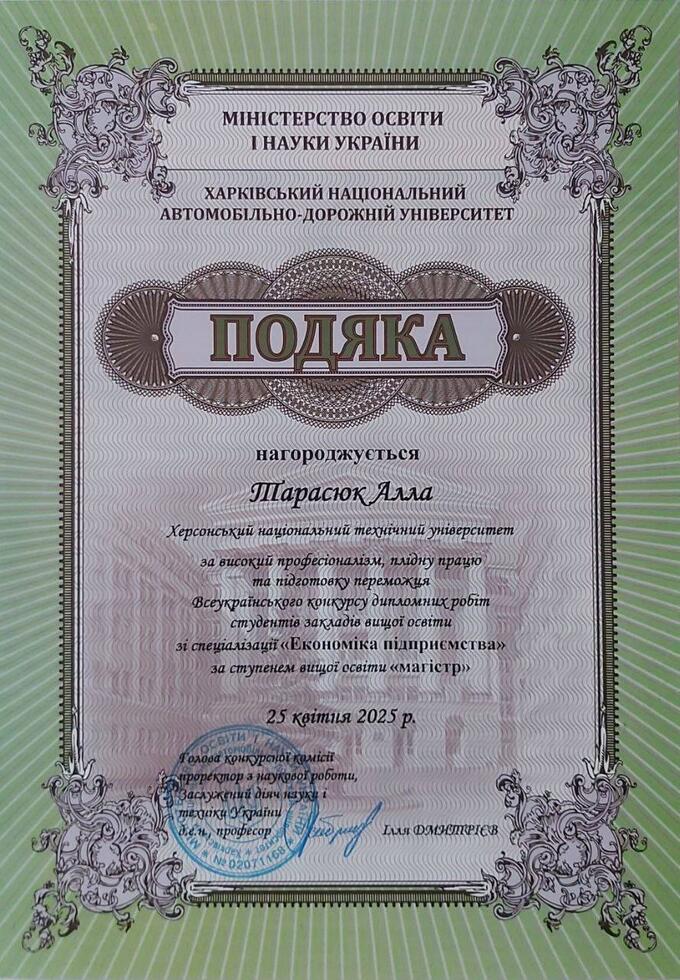 МІНІСТЕРСТВО ОСВІТИ
І НАУКИ УКРАЇНИ
ХАРКІВСЬКИЙ НАЦІОНАЛЬНИЙ
АВТОМОБІЛЬНО-ДОРОЖНІЙ УНІВЕРСИТЕТ
ПОДЯКА
нагороджується
Тарасюк Алла
Херсонський національний технічний університет
за високий професіоналізм, плідну працю
та підготовку переможця
Всеукраїнського конкурсу дипломних робіт
студентів закладів вищої освіти
зі спеціалізації «Економіка підприємства»
за ступенем вищої освіти «магістр»
25 квітня 2025 р.
Голова конкурсної комісії
проректор з наукової роботи,
Заслужений діяч науки і
техніки України
д.е.н, професор Ілля ДМИТРІЄВ
ОСВІТИ І
№ 02071168